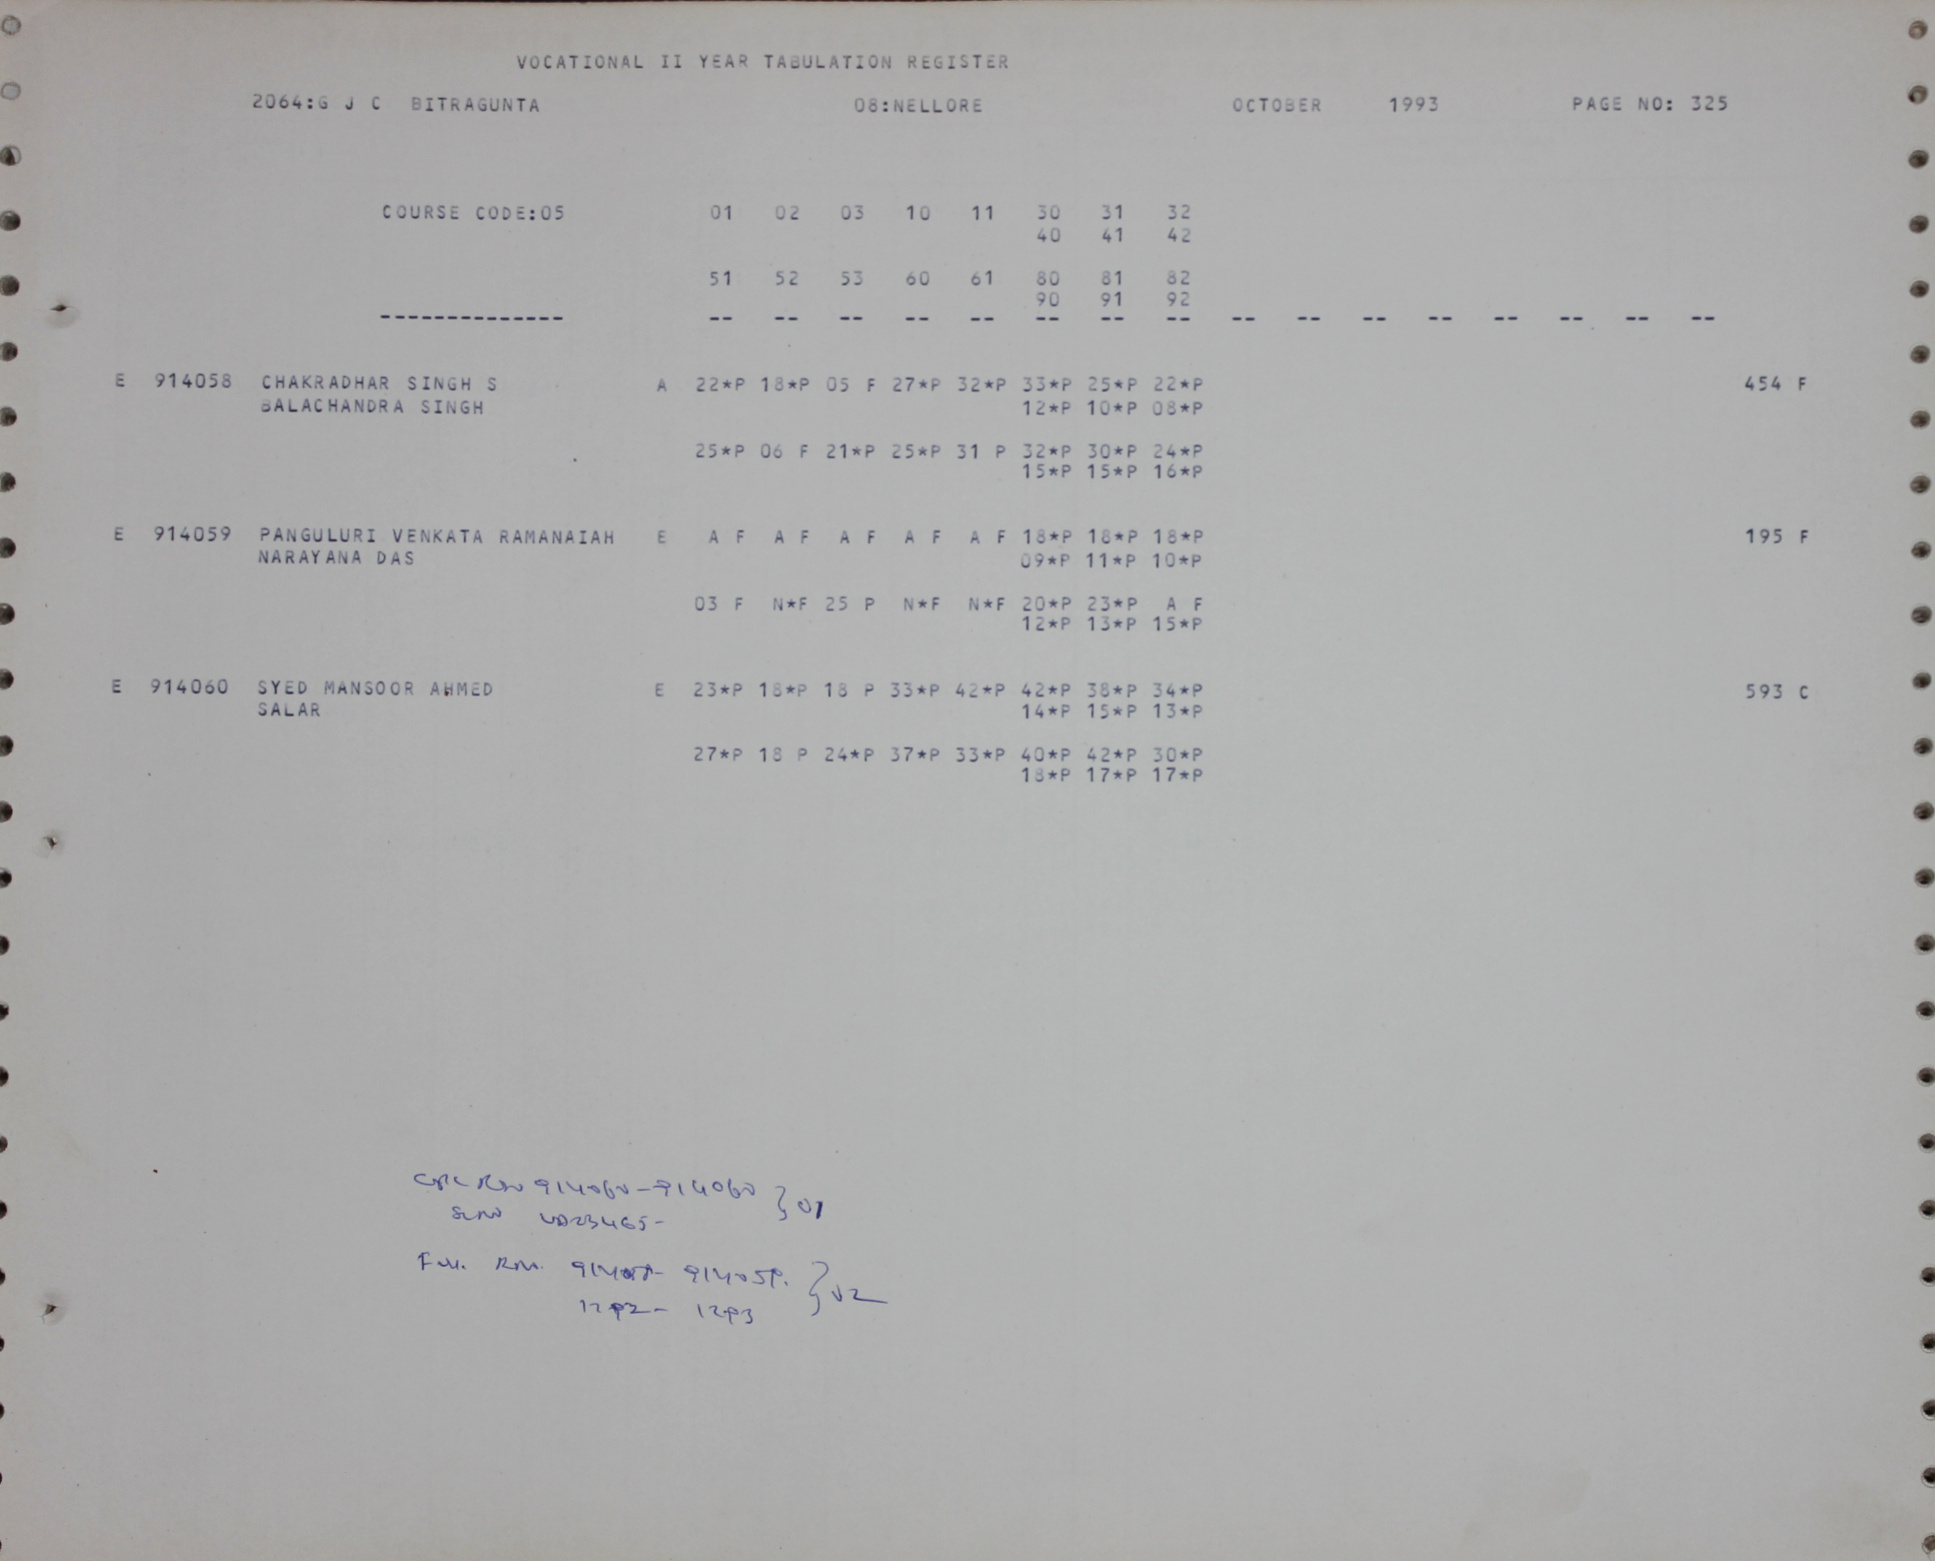 VOCATIONAL II YEAR TABULATION REGISTER
2064:G J C BITRAGUNTA 08:NELLORE OCTOBER 1993 PAGE NO: 325
COURSE CODE:05 01 02 03 10 11 30 31 32
40 41 42
51 52 53 60 61 80 81 82
90 91 92
-------------- -- -- -- -- -- -- -- -- -- -- -- -- -- -- -- --
E 914058 CHAKRADHAR SINGH S A 22*P 18*P 05 F 27*P 32*P 33*P 25*P 22*P 454 F
BALACHANDRA SINGH 12*P 10*P 08*P
25*P 06 F 21*P 25*P 31 P 32*P 30*P 24*P
15*P 15*P 16*P
E 914059 PANGULURI VENKATA RAMANAIAH E A F A F A F A F A F 18*P 18*P 18*P 195 F
NARAYANA DAS 09*P 11*P 10*P
03 F N*F 25 P N*F N*F 20*P 23*P A F
12*P 13*P 15*P
E 914060 SYED MANSOOR AHMED E 23*P 18*P 18 P 33*P 42*P 42*P 38*P 34*P 593 C
SALAR 14*P 15*P 13*P
27*P 18 P 24*P 37*P 33*P 40*P 42*P 30*P
18*P 17*P 17*P
914060-914060 } 01